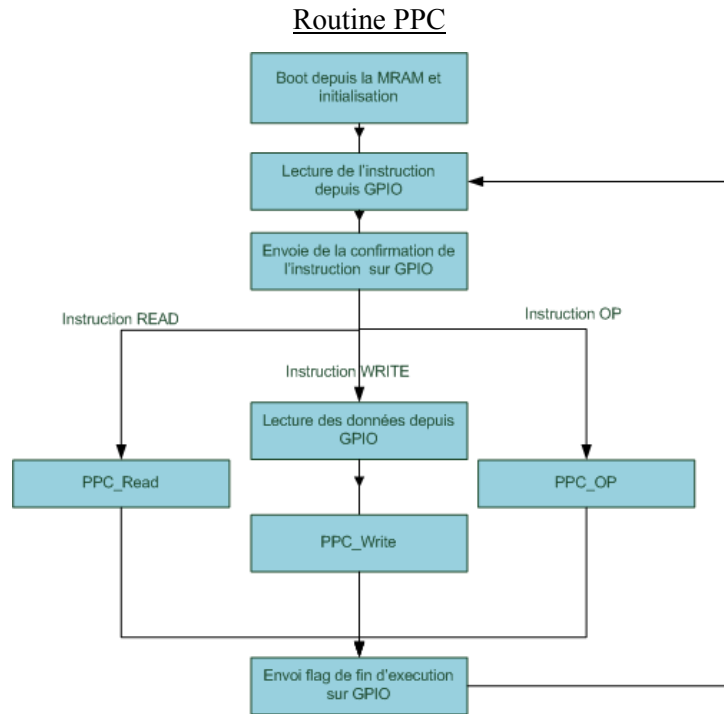 Routine PPC
Boot depuis la MRAM et
initialisation
Lecture de l'instruction
depuis GPIO
Envoie de la confirmation de
l'instruction sur GPIO
Instruction READ
Instruction OP
Instruction WRITE
Lecture des données depuis
GPIO
PPC_Read
PPC_OP
PPC_Write
Envoi flag de fin d'execution
sur GPIO